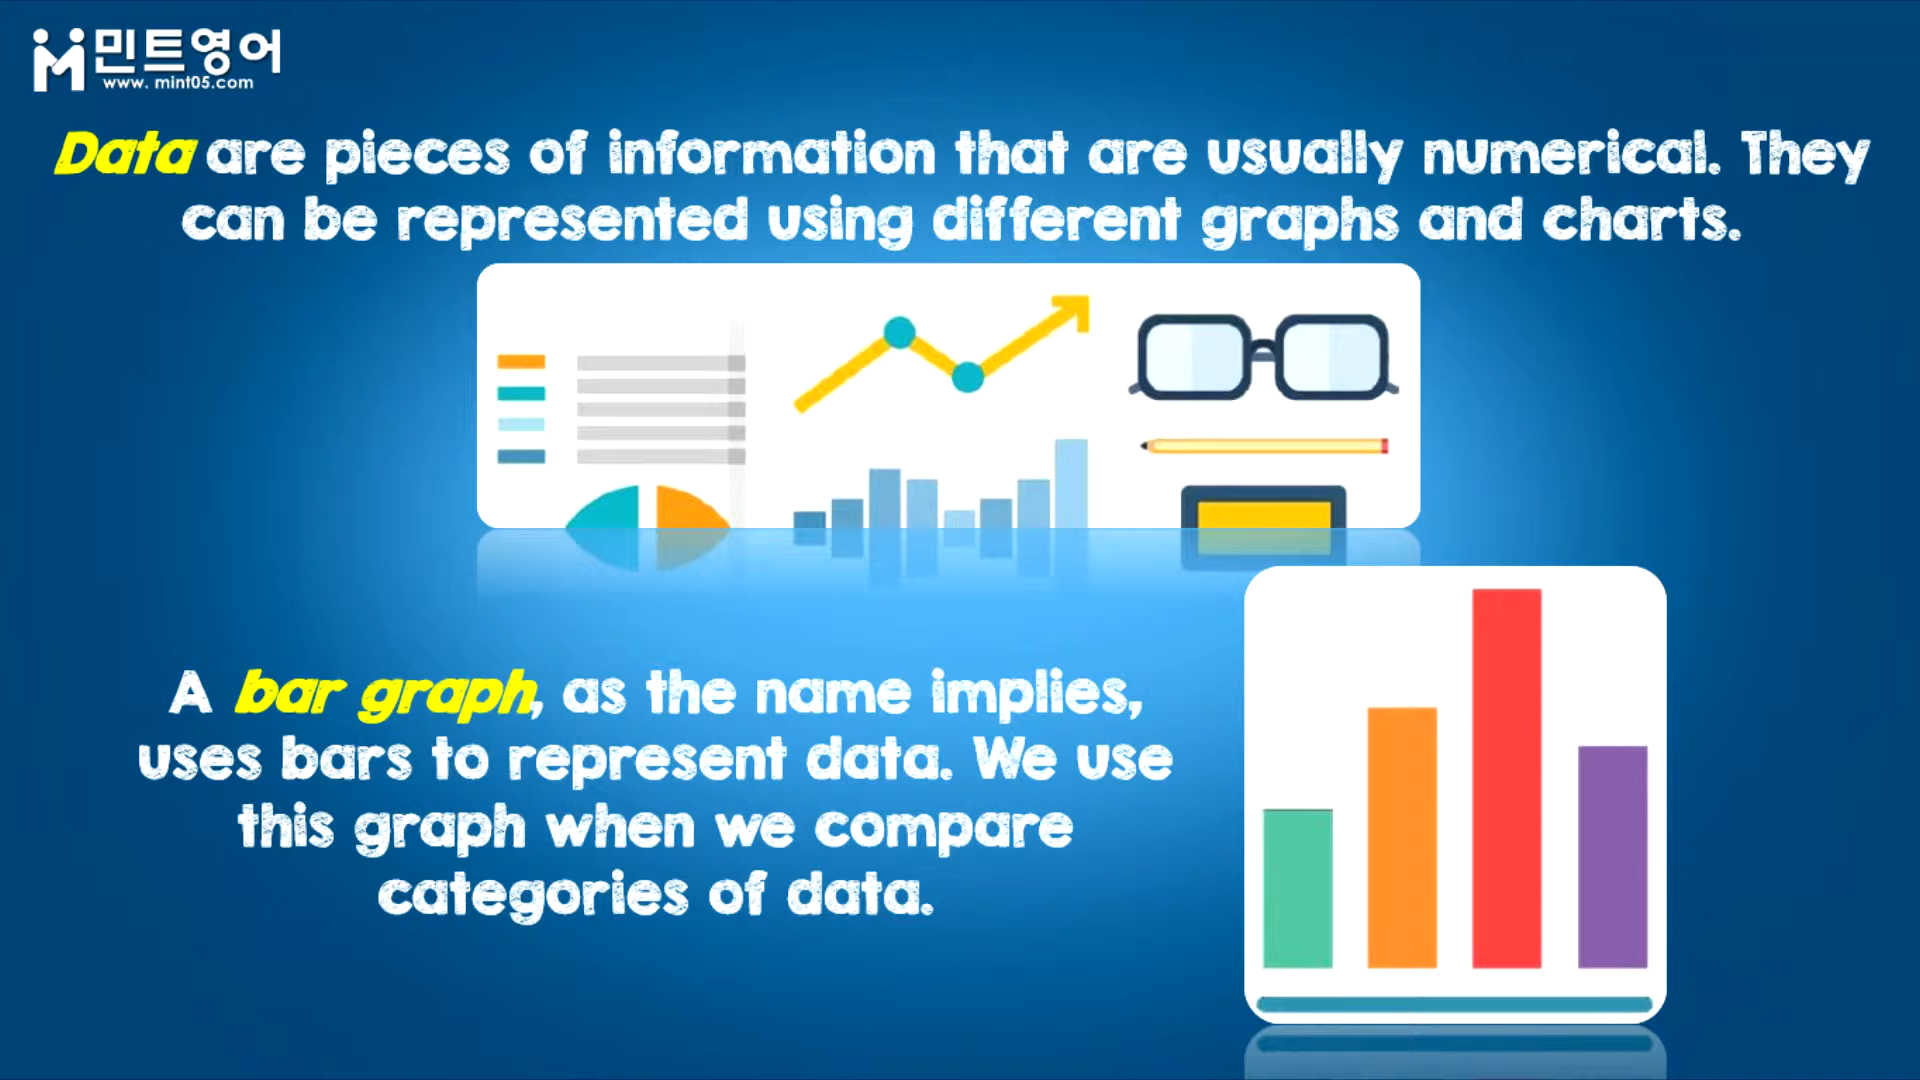 민트영어
www. mint05.com
Data are pieces of information that are usually numerical. They
can be represented using different graphs and charts.
A bar graph, as the name implies,
uses bars to represent data. We use
this graph when we compare
categories of data.